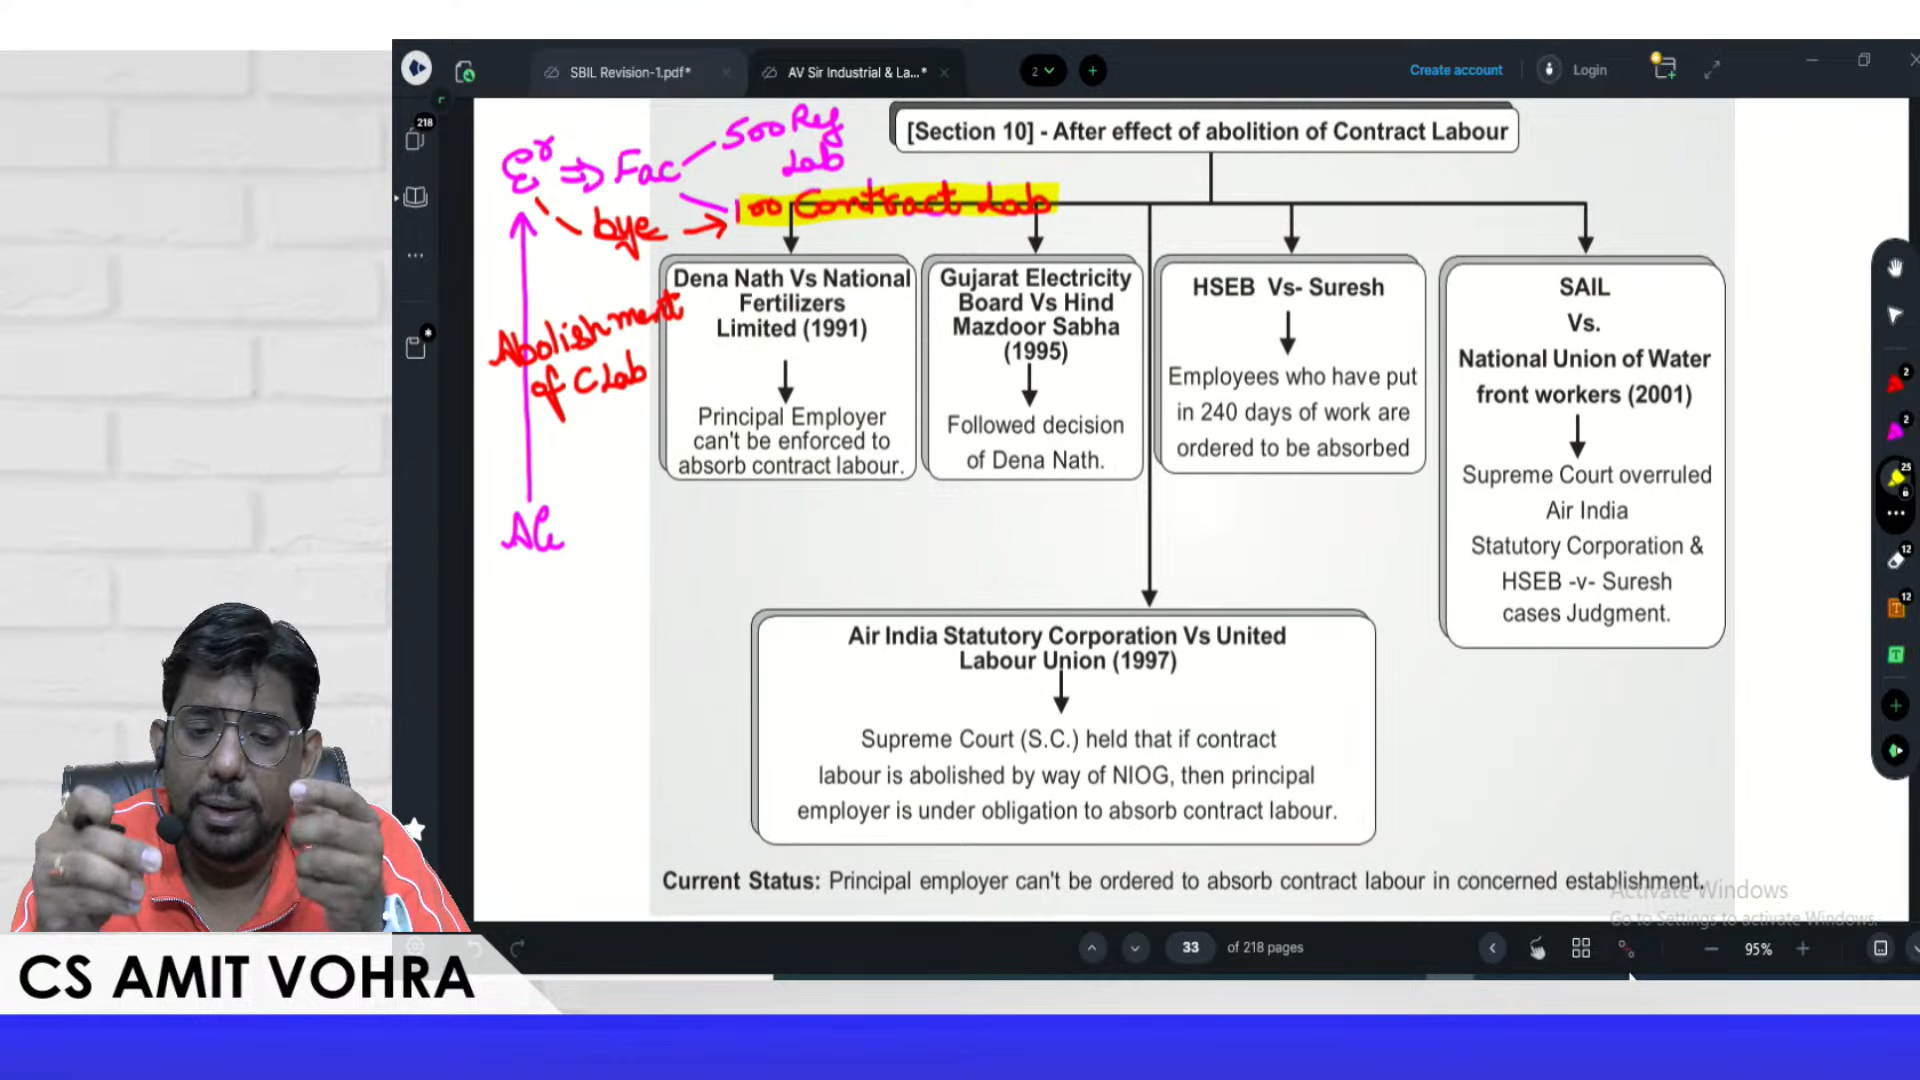 SBIL Revision-1.pdf*
AV Sir Industrial & La...*
2
Create account
Login
218
[Section 10] - After effect of abolition of Contract Labour
Er ⇒ Fac
500 Reg
Lab
100 Contract Lab
bye
Abolishment
of C Lab
Dena Nath Vs National
Fertilizers
Limited (1991)
Principal Employer
can't be enforced to
absorb contract labour.
Gujarat Electricity
Board Vs Hind
Mazdoor Sabha
(1995)
Followed decision
of Dena Nath.
HSEB Vs- Suresh
Employees who have put
in 240 days of work are
ordered to be absorbed
SAIL
Vs.
National Union of Water
front workers (2001)
Supreme Court overruled
Air India
Statutory Corporation &
HSEB -v- Suresh
cases Judgment.
Air India Statutory Corporation Vs United
Labour Union (1997)
Supreme Court (S.C.) held that if contract
labour is abolished by way of NIOG, then principal
employer is under obligation to absorb contract labour.
Current Status: Principal employer can't be ordered to absorb contract labour in concerned establishment.
Activate Windows
Go to Settings to activate Windows.
2
2
25
12
12
33 of 218 pages
95%
CS AMIT VOHRA